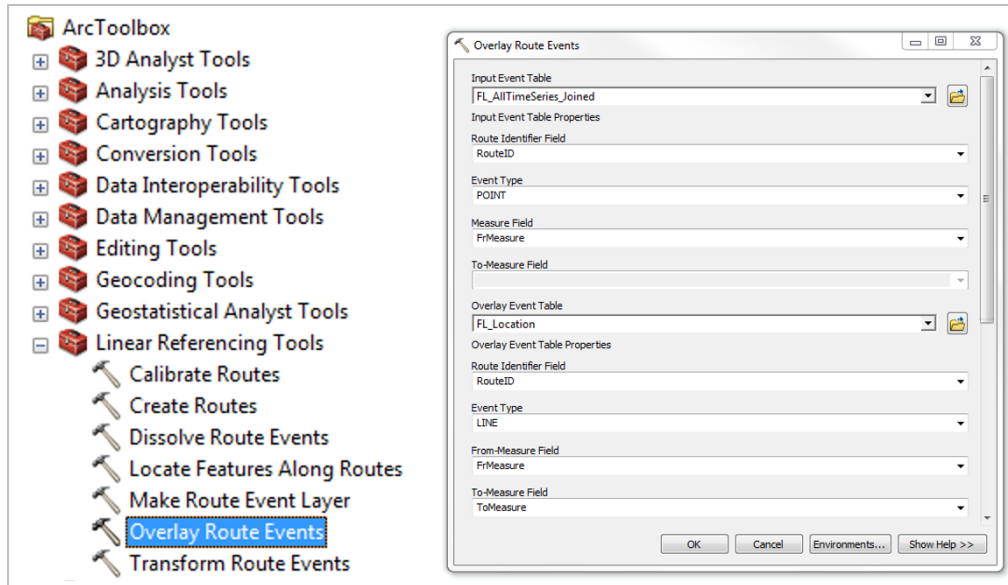 ArcToolbox
3D Analyst Tools
Analysis Tools
Cartography Tools
Conversion Tools
Data Interoperability Tools
Data Management Tools
Editing Tools
Geocoding Tools
Geostatistical Analyst Tools
Linear Referencing Tools
Calibrate Routes
Create Routes
Dissolve Route Events
Locate Features Along Routes
Make Route Event Layer
Overlay Route Events
Transform Route Events
Overlay Route Events
Input Event Table
FL_AllTimeSeries_Joined
Input Event Table Properties
Route Identifier Field
RouteID
Event Type
POINT
Measure Field
FrMeasure
To-Measure Field
Overlay Event Table
FL_Location
Overlay Event Table Properties
Route Identifier Field
RouteID
Event Type
LINE
From-Measure Field
FrMeasure
To-Measure Field
ToMeasure
OK Cancel Environments... Show Help >>